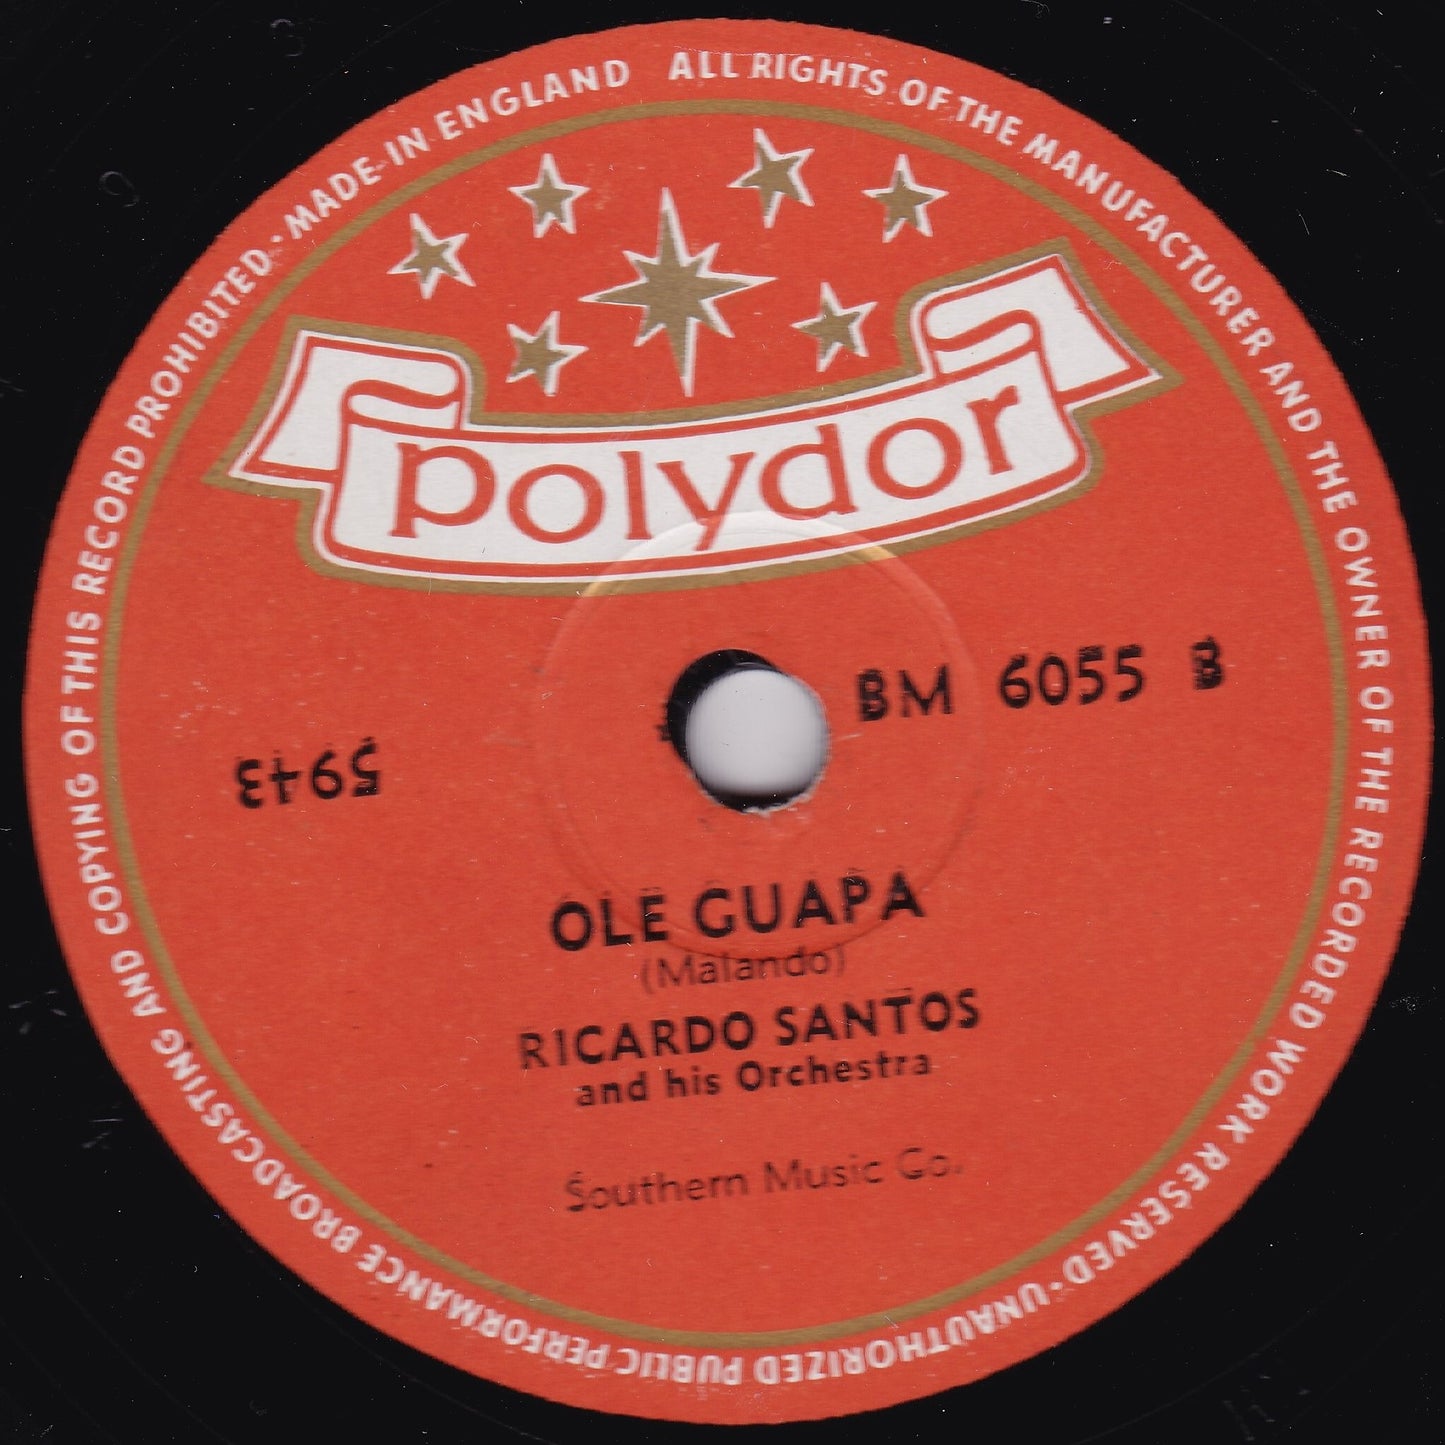 MADE IN ENGLAND ALL RIGHTS OF THE MANUFACTURER AND THE OWNER OF THE RECORDED WORK RESERVED · UNAUTHORIZED PUBLIC PERFORMANCE BROADCASTING AND COPYING OF THIS RECORD PROHIBITED ·
polydor
BM 6055 B
5943
OLE GUAPA
(Malando)
RICARDO SANTOS
and his Orchestra
Southern Music Co.